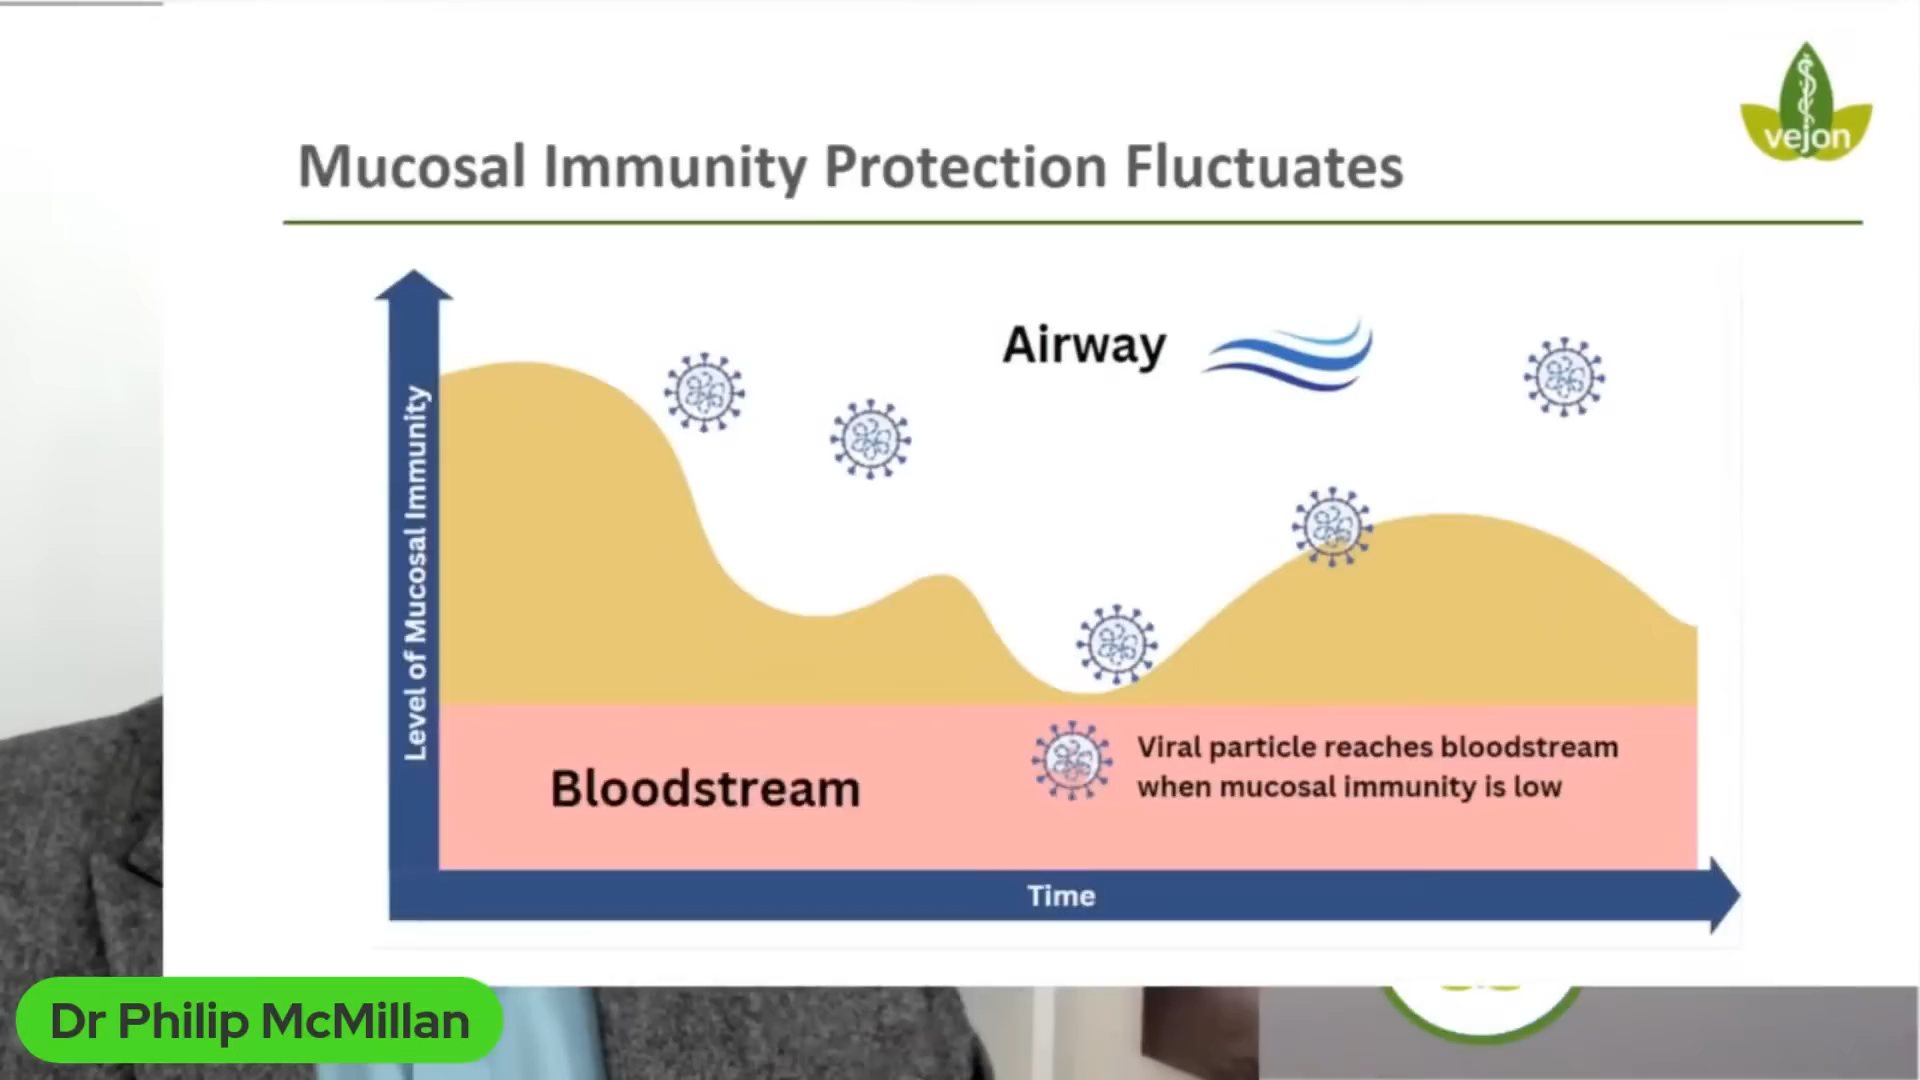 vejon
Mucosal Immunity Protection Fluctuates
Airway
Level of Mucosal Immunity
Viral particle reaches bloodstream
when mucosal immunity is low
Bloodstream
Time
Dr Philip McMillan